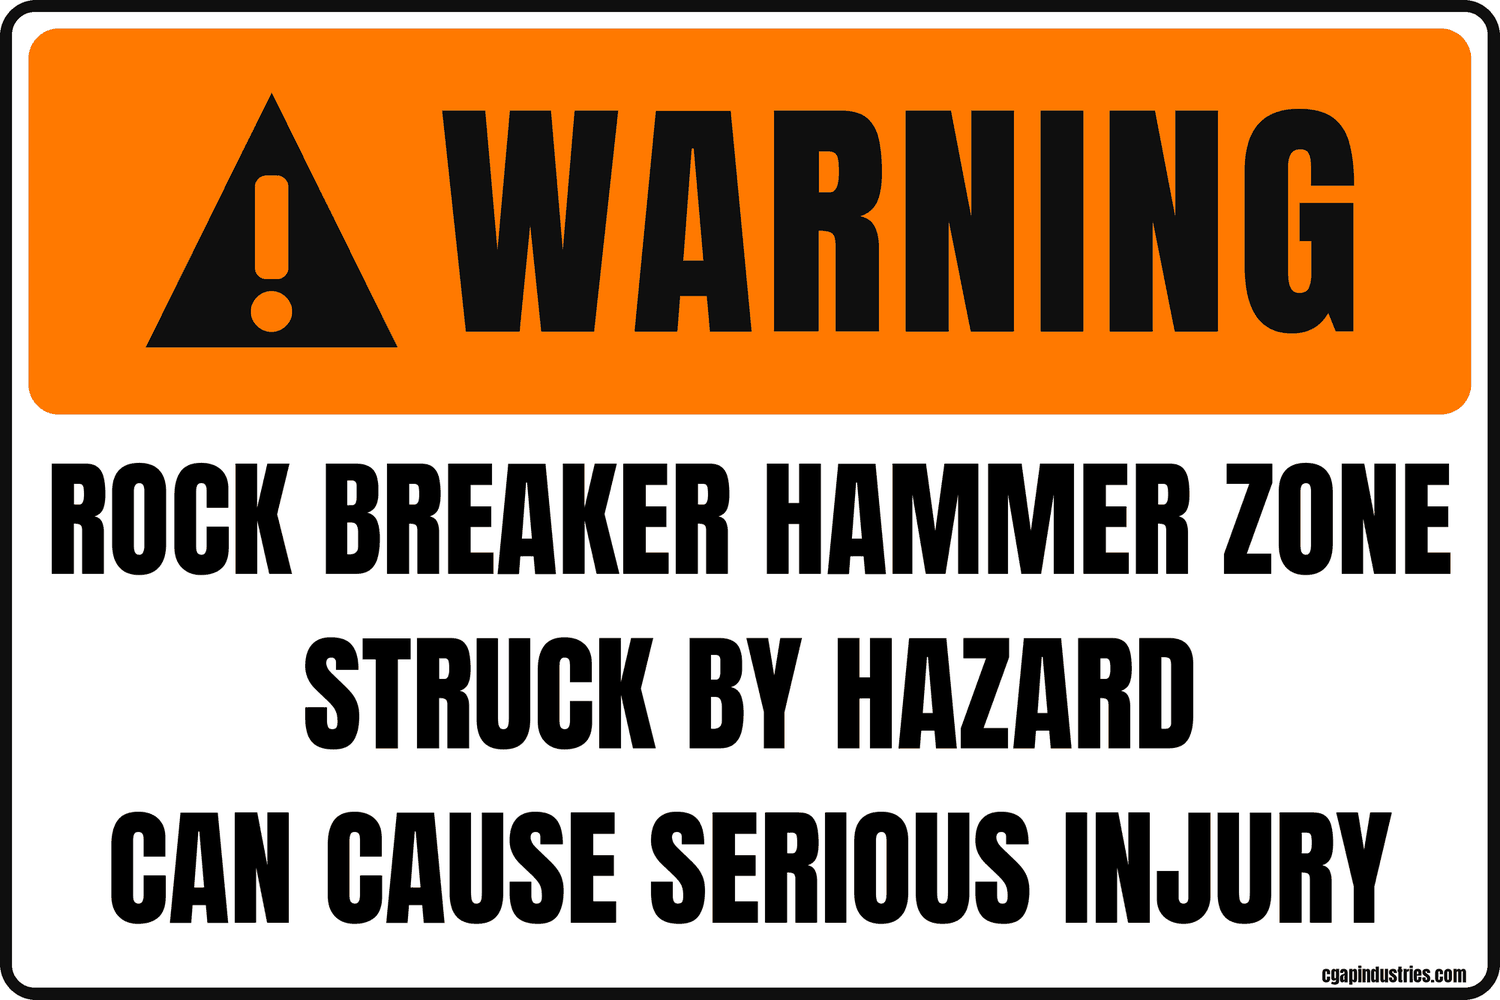 WARNING
ROCK BREAKER HAMMER ZONE
STRUCK BY HAZARD
CAN CAUSE SERIOUS INJURY
cgapindustries.com